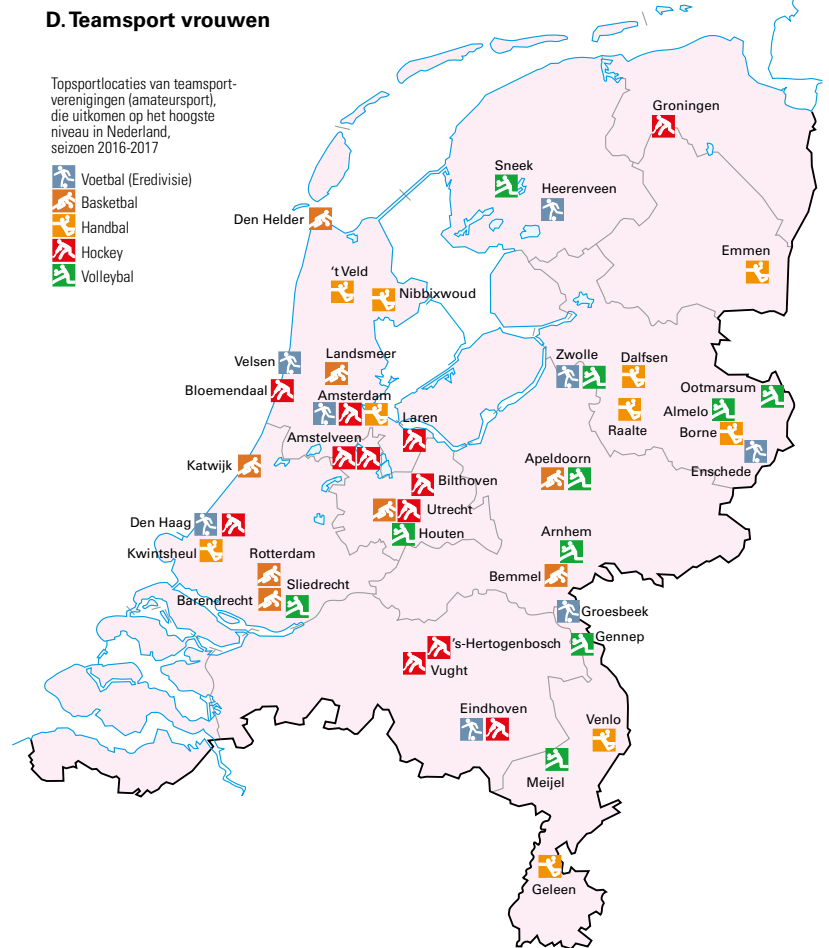 D. Teamsport vrouwen
Topsportlocaties van teamsport-
verenigingen (amateursport),
die uitkomen op het hoogste
niveau in Nederland,
seizoen 2016-2017
Voetbal (Eredivisie)
Basketbal
Handbal
Hockey
Volleybal
Groningen
Sneek
Heerenveen
Den Helder
Emmen
't Veld
Nibbixwoud
Velsen
Landsmeer
Zwolle
Dalfsen
Bloemendaal
Amsterdam
Ootmarsum
Almelo
Laren
Raalte
Borne
Amstelveen
Katwijk
Apeldoorn
Enschede
Bilthoven
Utrecht
Den Haag
Houten
Arnhem
Kwintsheul
Rotterdam
Bemmel
Sliedrecht
Barendrecht
Groesbeek
's-Hertogenbosch
Gennep
Vught
Eindhoven
Venlo
Meijel
Geleen